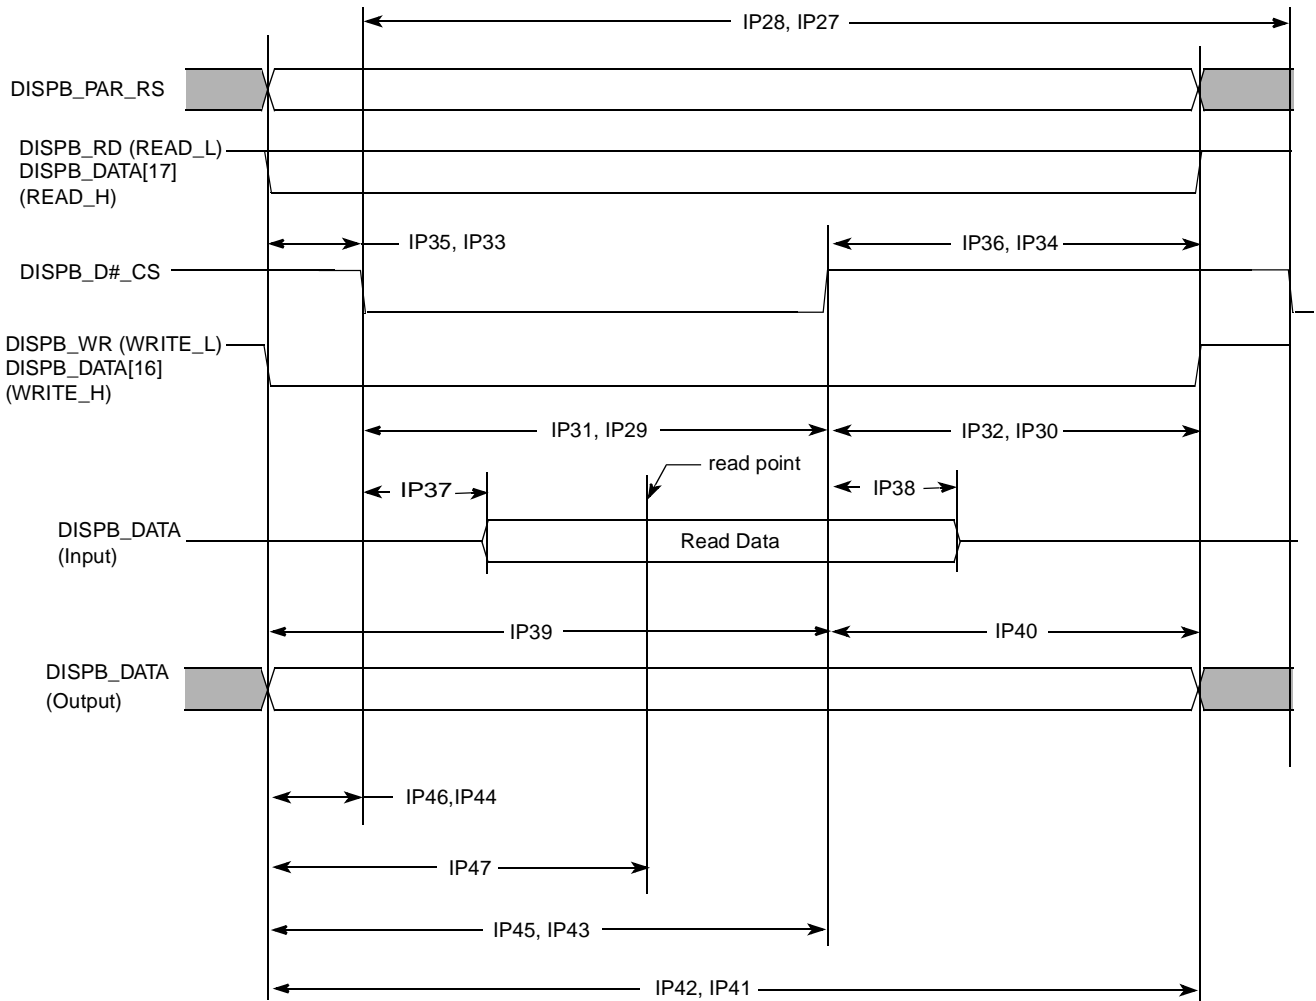 IP28, IP27
DISPB_PAR_RS
DISPB_RD (READ_L)
DISPB_DATA[17]
(READ_H)
IP35, IP33
IP36, IP34
DISPB_D#_CS
DISPB_WR (WRITE_L)
DISPB_DATA[16]
(WRITE_H)
IP31, IP29
IP32, IP30
read point
IP37
IP38
DISPB_DATA
(Input)
Read Data
IP39
IP40
DISPB_DATA
(Output)
IP46,IP44
IP47
IP45, IP43
IP42, IP41